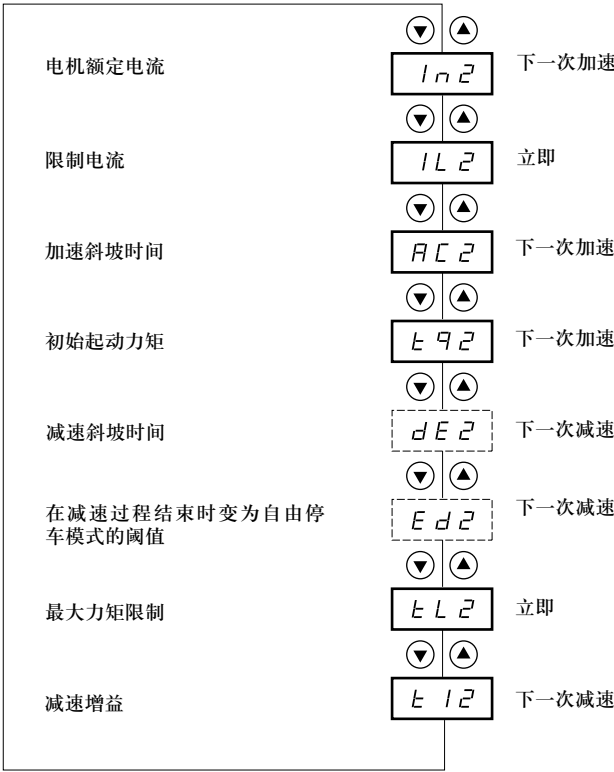 电机额定电流 In2 下一次加速
限制电流 IL2 立即
加速斜坡时间 AC2 下一次加速
初始起动力矩 tq2 下一次加速
减速斜坡时间 dE2 下一次减速
在减速过程结束时变为自由停
车模式的阈值 Ed2 下一次减速
最大力矩限制 tL2 立即
减速增益 tI2 下一次减速